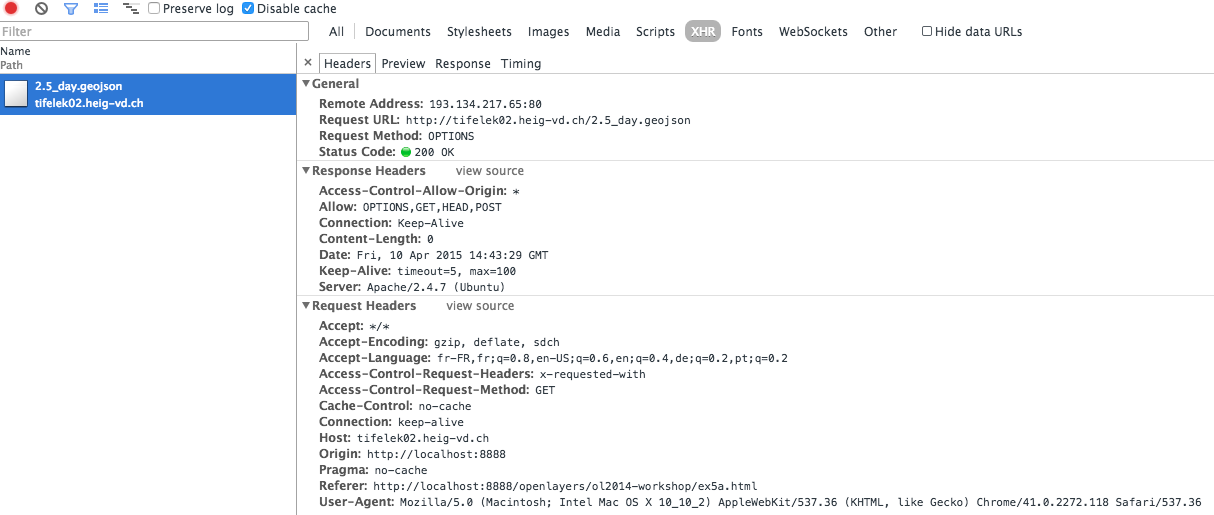 Preserve log Disable cache
Filter All Documents Stylesheets Images Media Scripts XHR Fonts WebSockets Other Hide data URLs
Name
Path
2.5_day.geojson
tifelek02.heig-vd.ch
× Headers Preview Response Timing
▼General
Remote Address: 193.134.217.65:80
Request URL: http://tifelek02.heig-vd.ch/2.5_day.geojson
Request Method: OPTIONS
Status Code: 200 OK
▼Response Headers view source
Access-Control-Allow-Origin: *
Allow: OPTIONS,GET,HEAD,POST
Connection: Keep-Alive
Content-Length: 0
Date: Fri, 10 Apr 2015 14:43:29 GMT
Keep-Alive: timeout=5, max=100
Server: Apache/2.4.7 (Ubuntu)
▼Request Headers view source
Accept: */*
Accept-Encoding: gzip, deflate, sdch
Accept-Language: fr-FR,fr;q=0.8,en-US;q=0.6,en;q=0.4,de;q=0.2,pt;q=0.2
Access-Control-Request-Headers: x-requested-with
Access-Control-Request-Method: GET
Cache-Control: no-cache
Connection: keep-alive
Host: tifelek02.heig-vd.ch
Origin: http://localhost:8888
Pragma: no-cache
Referer: http://localhost:8888/openlayers/ol2014-workshop/ex5a.html
User-Agent: Mozilla/5.0 (Macintosh; Intel Mac OS X 10_10_2) AppleWebKit/537.36 (KHTML, like Gecko) Chrome/41.0.2272.118 Safari/537.36